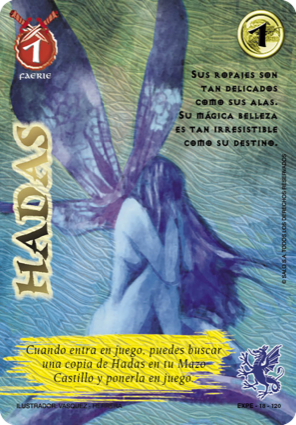 1
FAERIE
1
SUS ROPAJES SON
TAN DELICADOS
COMO SUS ALAS.
SU MÁGICA BELLEZA
ES TAN IRRESISTIBLE
COMO SU DESTINO.
HADAS
Cuando entra en juego, puedes buscar
una copia de Hadas en tu Mazo
Castillo y ponerla en juego